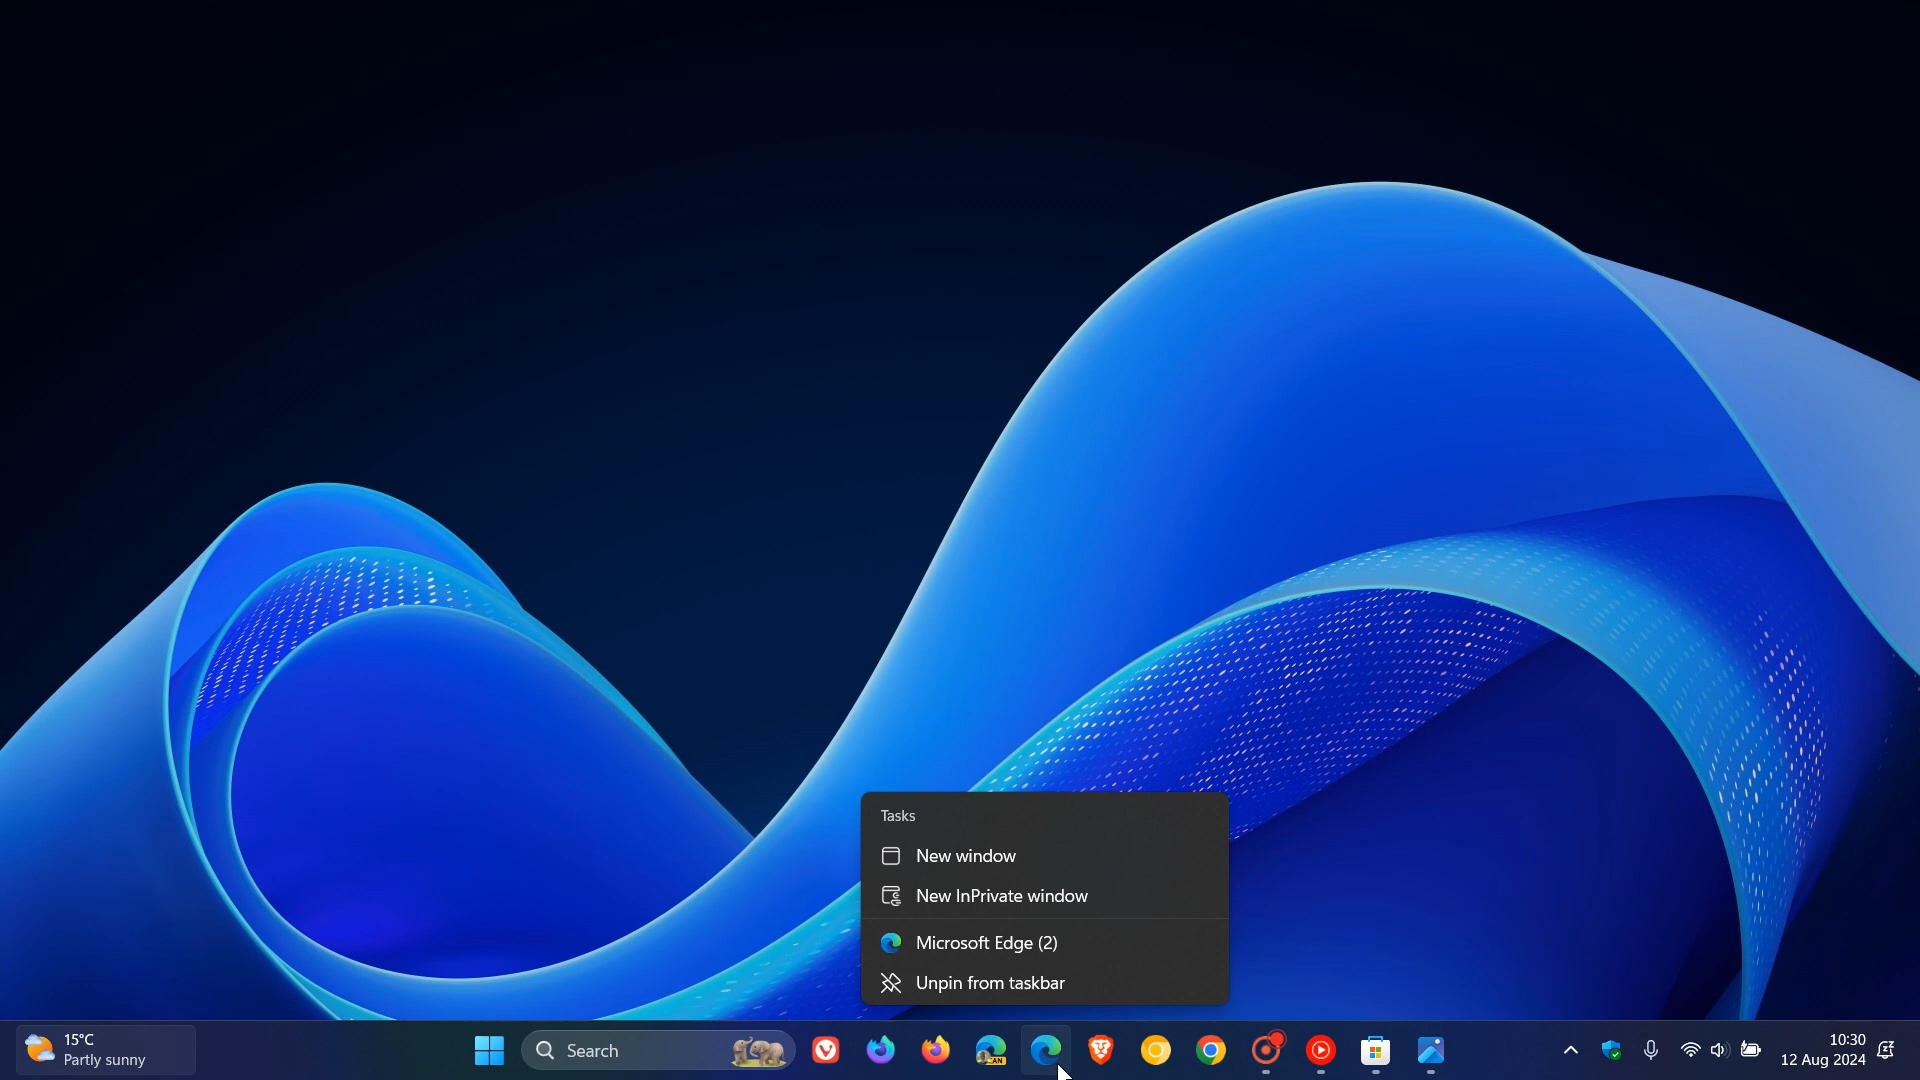 Tasks
New window
New InPrivate window
Microsoft Edge (2)
Unpin from taskbar
15°C
Partly sunny
Search
CAN
10:30
12 Aug 2024